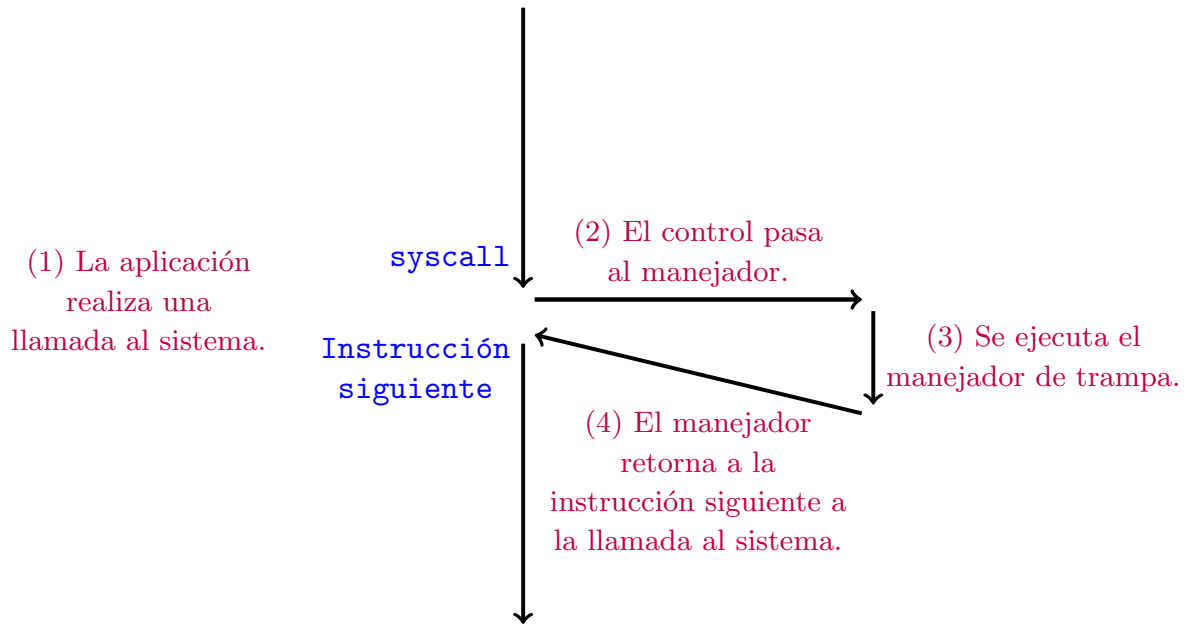 (1) La aplicación
realiza una
llamada al sistema.
syscall
(2) El control pasa
al manejador.
Instrucción
siguiente
(3) Se ejecuta el
manejador de trampa.
(4) El manejador
retorna a la
instrucción siguiente a
la llamada al sistema.